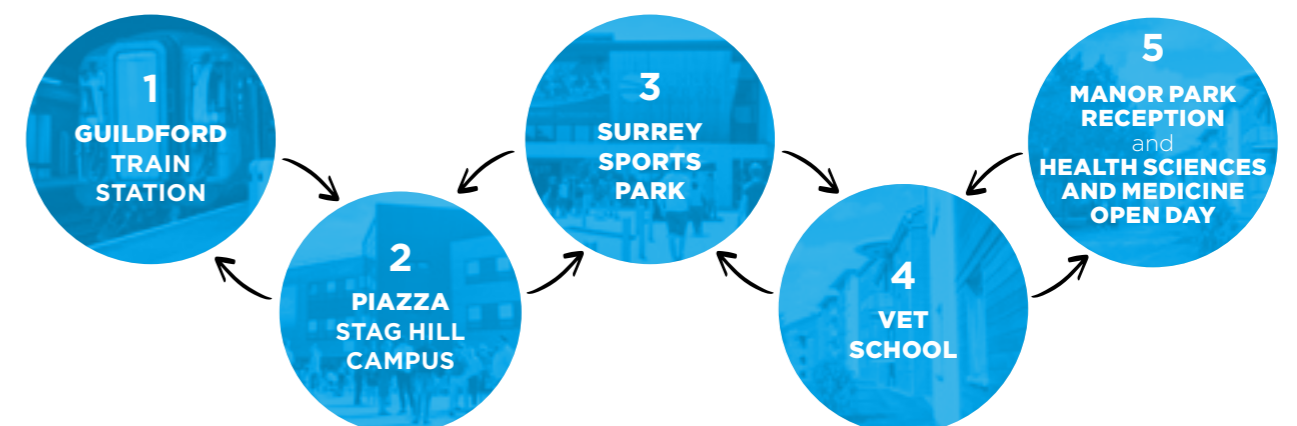 1
GUILDFORD
TRAIN
STATION
2
PIAZZA
STAG HILL
CAMPUS
3
SURREY
SPORTS
PARK
4
VET
SCHOOL
5
MANOR PARK
RECEPTION
and
HEALTH SCIENCES
AND MEDICINE
OPEN DAY